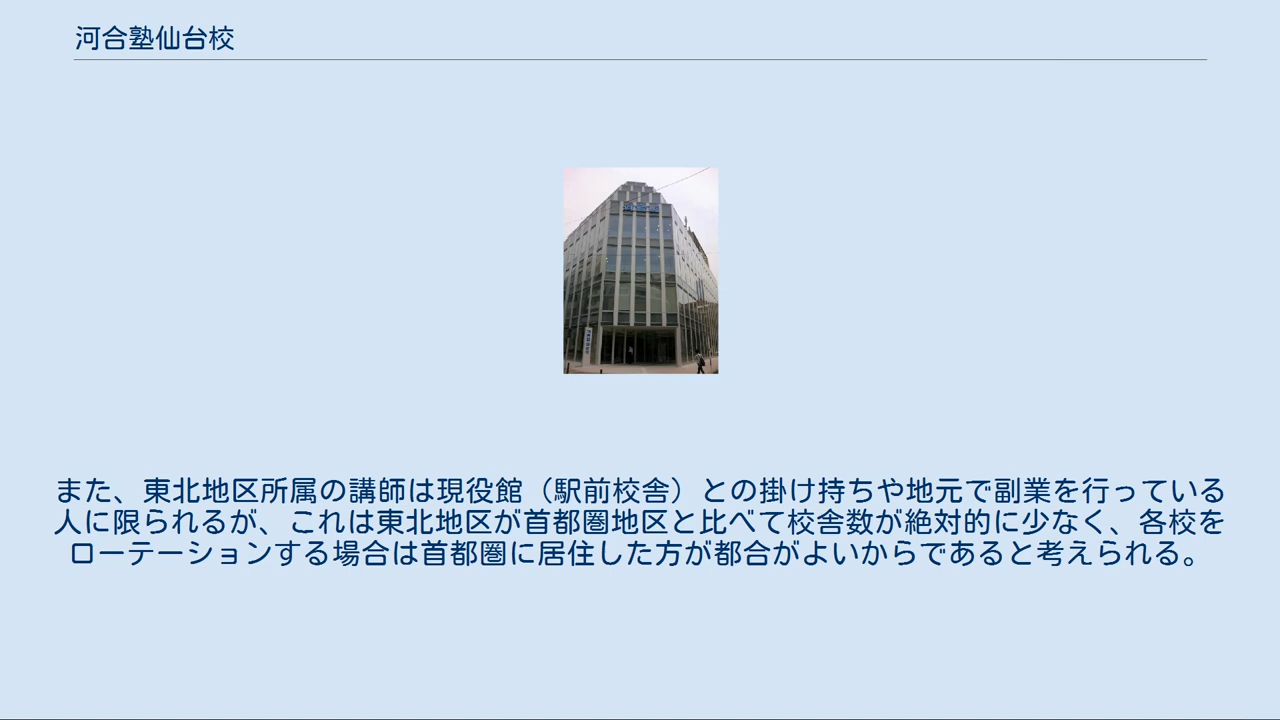 河合塾仙台校
また、東北地区所属の講師は現役館（駅前校舎）との掛け持ちや地元で副業を行っている
人に限られるが、これは東北地区が首都圏地区と比べて校舎数が絶対的に少なく、各校を
ローテーションする場合は首都圏に居住した方が都合がよいからであると考えられる。